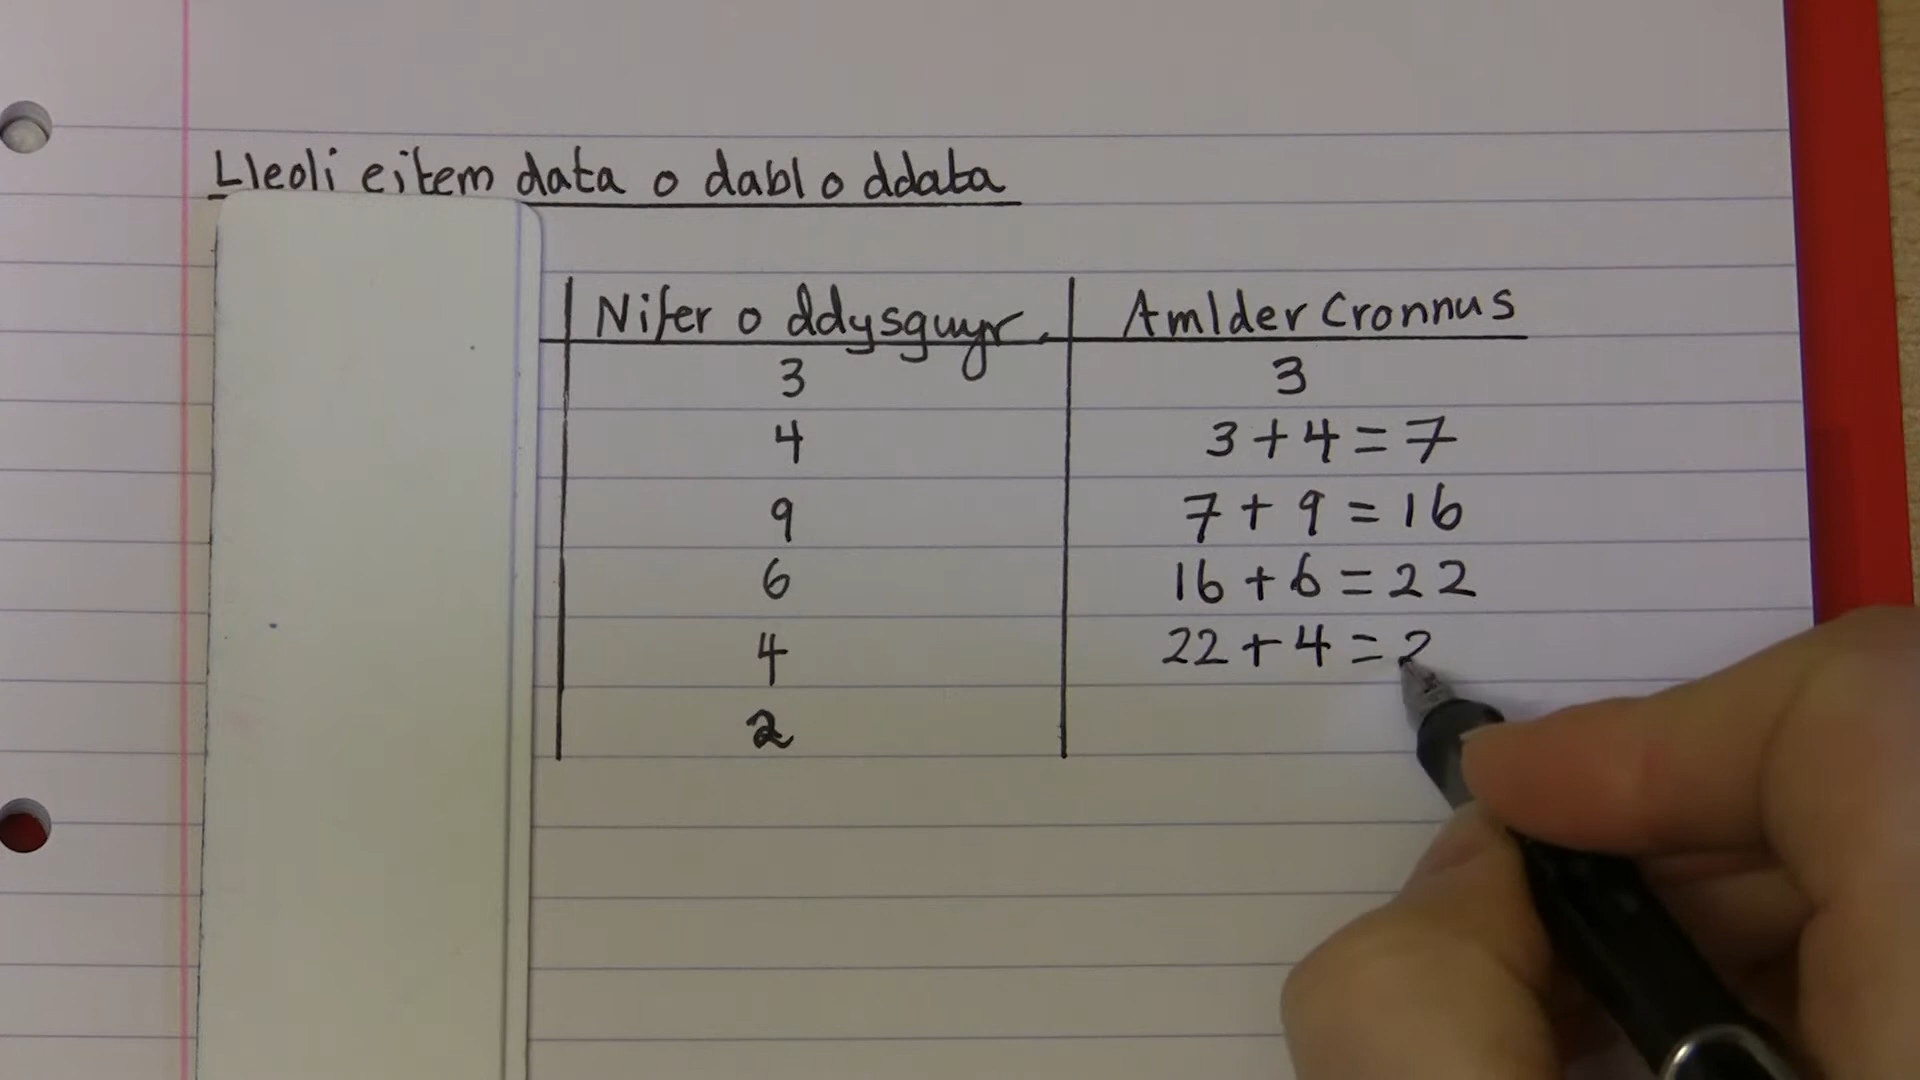 Lleoli eitem data o dabl o ddata
Nifer o ddysgwyr. Amlder Cronnus
3 3
4 3 + 4 = 7
9 7 + 9 = 16
6 16 + 6 = 22
4 22 + 4 = 2
2